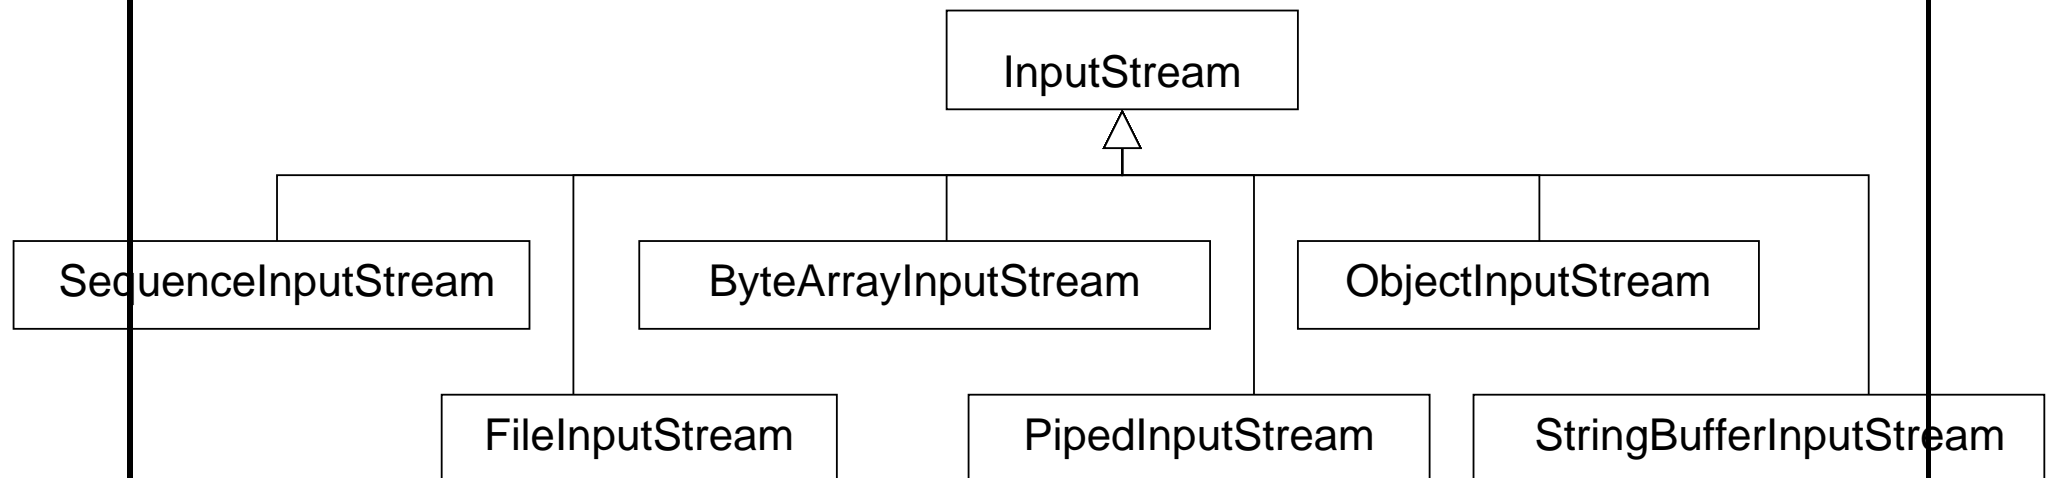 InputStream
SequenceInputStream
ByteArrayInputStream
ObjectInputStream
FileInputStream
PipedInputStream
StringBufferInputStream